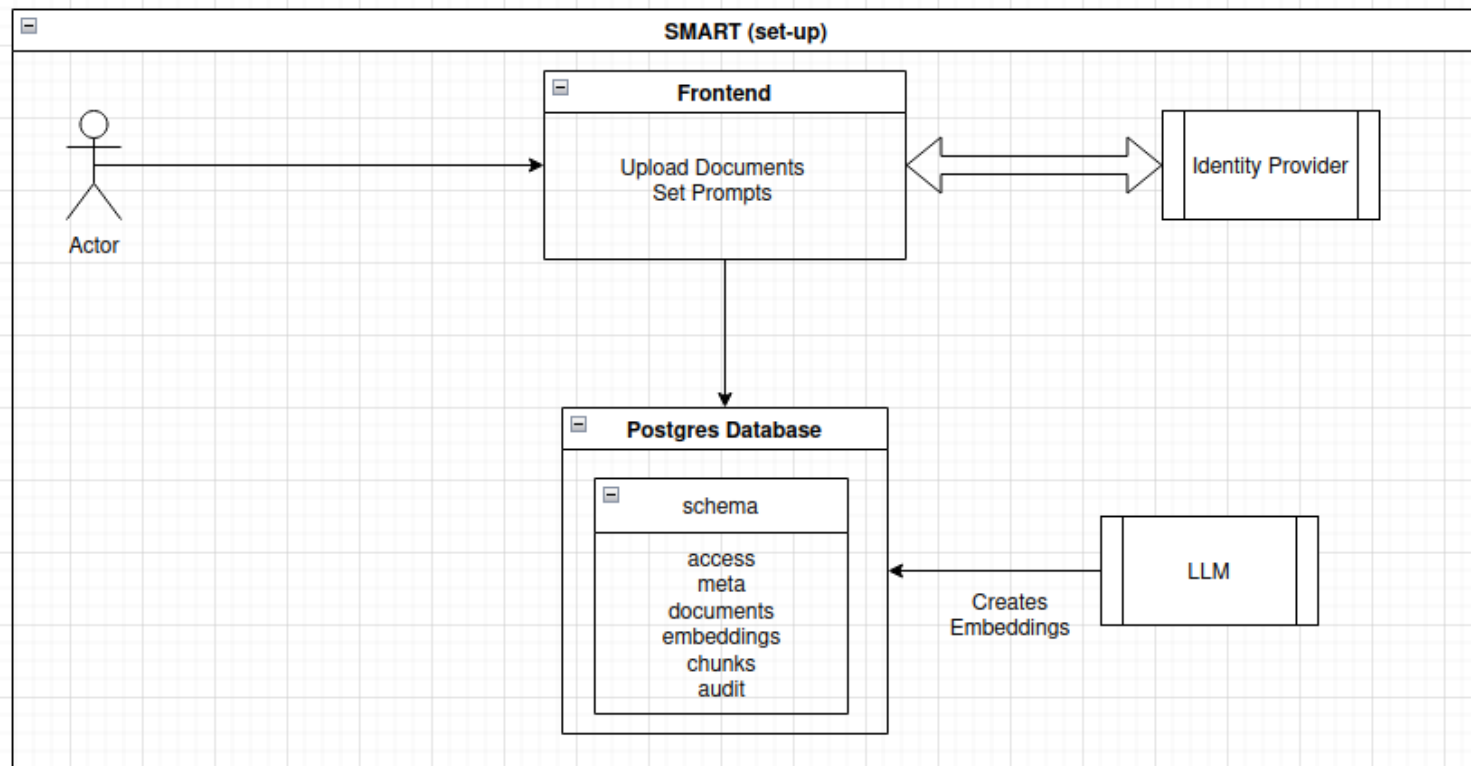 SMART (set-up)
Frontend
Upload Documents
Set Prompts
Identity Provider
Actor
Postgres Database
schema
access
meta
documents
embeddings
chunks
audit
LLM
Creates
Embeddings